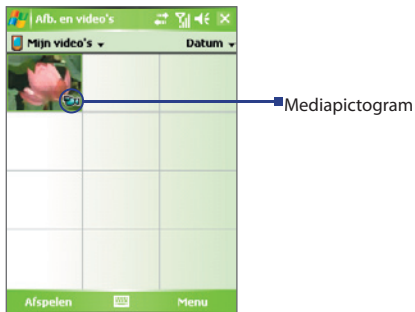 Afb. en video's
Mijn video's Datum
Mediapictogram
Afspelen Menu